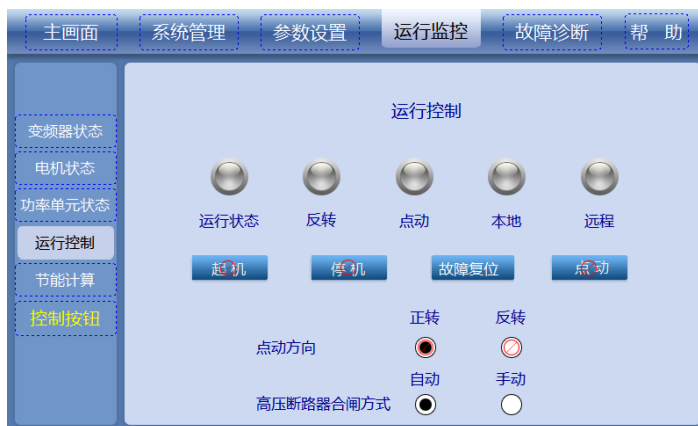 主画面 系统管理 参数设置 运行监控 故障诊断 帮 助
变频器状态
电机状态
功率单元状态
运行控制
节能计算
控制按钮
运行控制
运行状态 反转 点动 本地 远程
起 机 停 机 故障复位 点 动
正转 反转
点动方向
自动 手动
高压断路器合闸方式